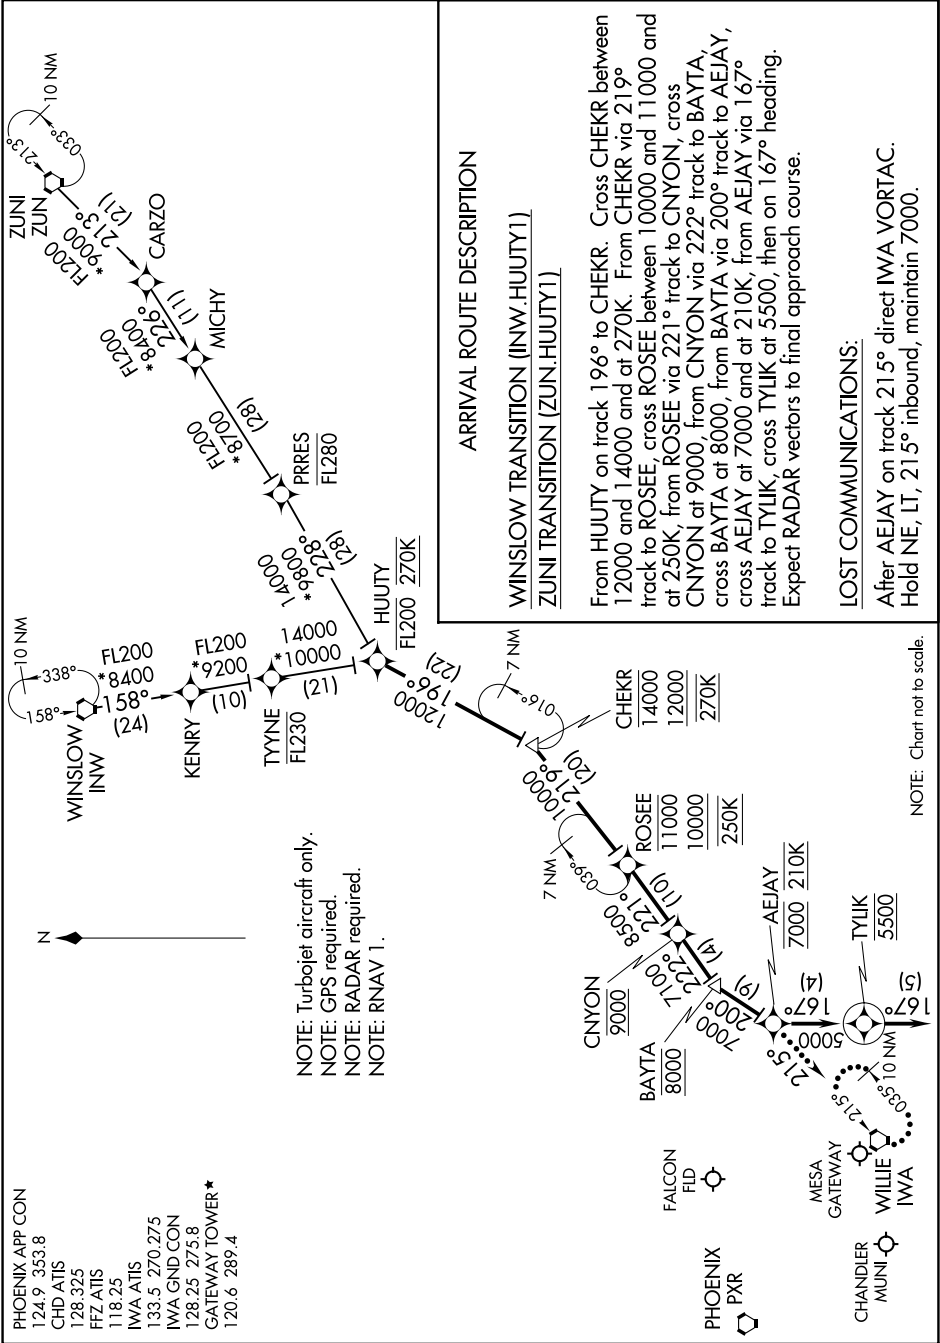 PHOENIX APP CON
124.9 353.8
CHD ATIS
128.325
FFZ ATIS
118.25
IWA ATIS
133.5 270.275
IWA GND CON
128.25 275.8
GATEWAY TOWER★
120.6 289.4
N
NOTE: Turbojet aircraft only.
NOTE: GPS required.
NOTE: RADAR required.
NOTE: RNAV 1.
WINSLOW
INW
10 NM
158°
338°
FL200
*8400
158°
(24)
KENRY
FL200
*9200
(10)
TYYNE
FL230
14000
*10000
(21)
ZUNI
ZUN
10 NM
213°
033°
FL200
*9000
213°
(21)
CARZO
FL200
*8400
226°
(11)
MICHY
FL200
*8700
(28)
PRRES
FL280
14000
*9800
228°
(28)
HUUTY
FL200 270K
12000
196°
(22)
7 NM
016°
CHEKR
14000
12000
270K
10000
219°
(20)
7 NM
039°
ROSEE
11000
10000
250K
8500
221°
(10)
CNYON
9000
7100
222°
(4)
BAYTA
8000
7000
200°
(9)
AEJAY
7000 210K
5000
167°
(4)
TYLIK
5500
167°
(5)
215°
10 NM
215°
035°
WILLIE
IWA
MESA
GATEWAY
FALCON
FLD
CHANDLER
MUNI
PHOENIX
PXR
NOTE: Chart not to scale.
ARRIVAL ROUTE DESCRIPTION
WINSLOW TRANSITION (INW.HUUTY1)
ZUNI TRANSITION (ZUN.HUUTY1)
From HUUTY on track 196° to CHEKR. Cross CHEKR between
12000 and 14000 and at 270K. From CHEKR via 219°
track to ROSEE, cross ROSEE between 10000 and 11000 and
at 250K, from ROSEE via 221° track to CNYON, cross
CNYON at 9000, from CNYON via 222° track to BAYTA,
cross BAYTA at 8000, from BAYTA via 200° track to AEJAY,
cross AEJAY at 7000 and at 210K, from AEJAY via 167°
track to TYLIK, cross TYLIK at 5500, then on 167° heading.
Expect RADAR vectors to final approach course.
LOST COMMUNICATIONS:
After AEJAY on track 215° direct IWA VORTAC.
Hold NE, LT, 215° inbound, maintain 7000.